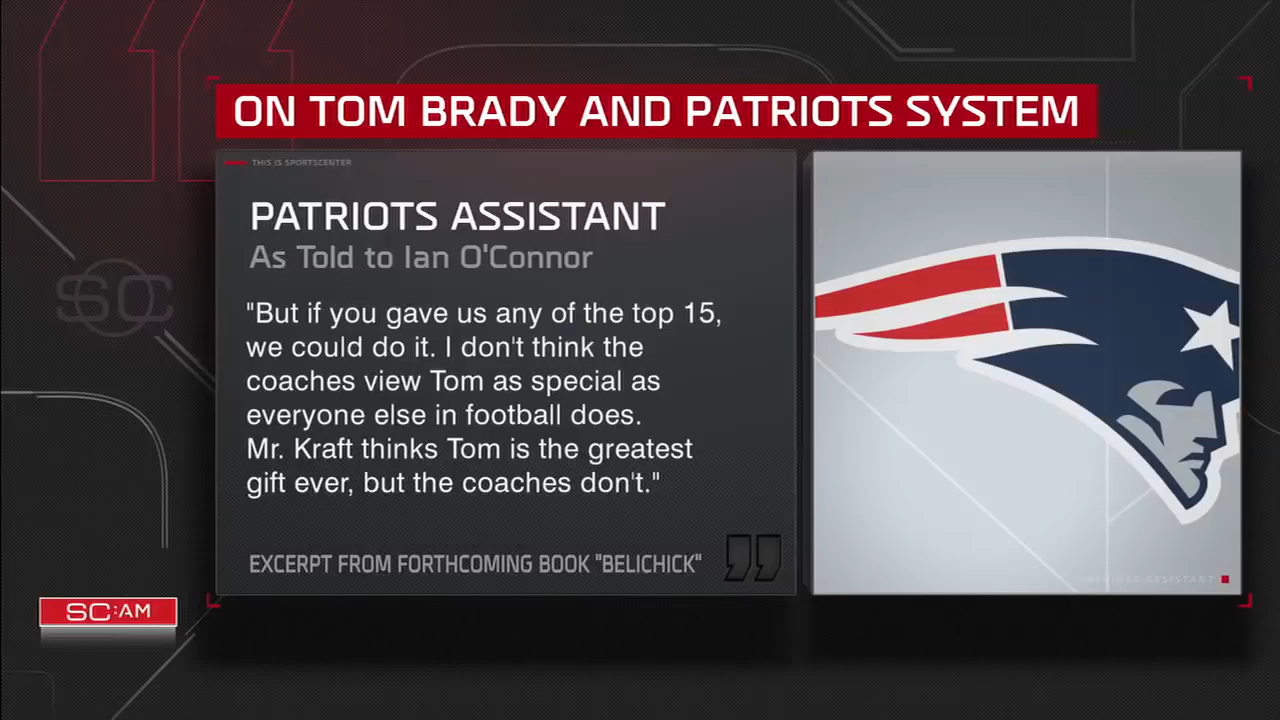 ON TOM BRADY AND PATRIOTS SYSTEM
THIS IS SPORTSCENTER
PATRIOTS ASSISTANT
As Told to Ian O'Connor
"But if you gave us any of the top 15,
we could do it. I don't think the
coaches view Tom as special as
everyone else in football does.
Mr. Kraft thinks Tom is the greatest
gift ever, but the coaches don't."
EXCERPT FROM FORTHCOMING BOOK "BELICHICK"
PATRIOTS ASSISTANT
SC
SC:AM